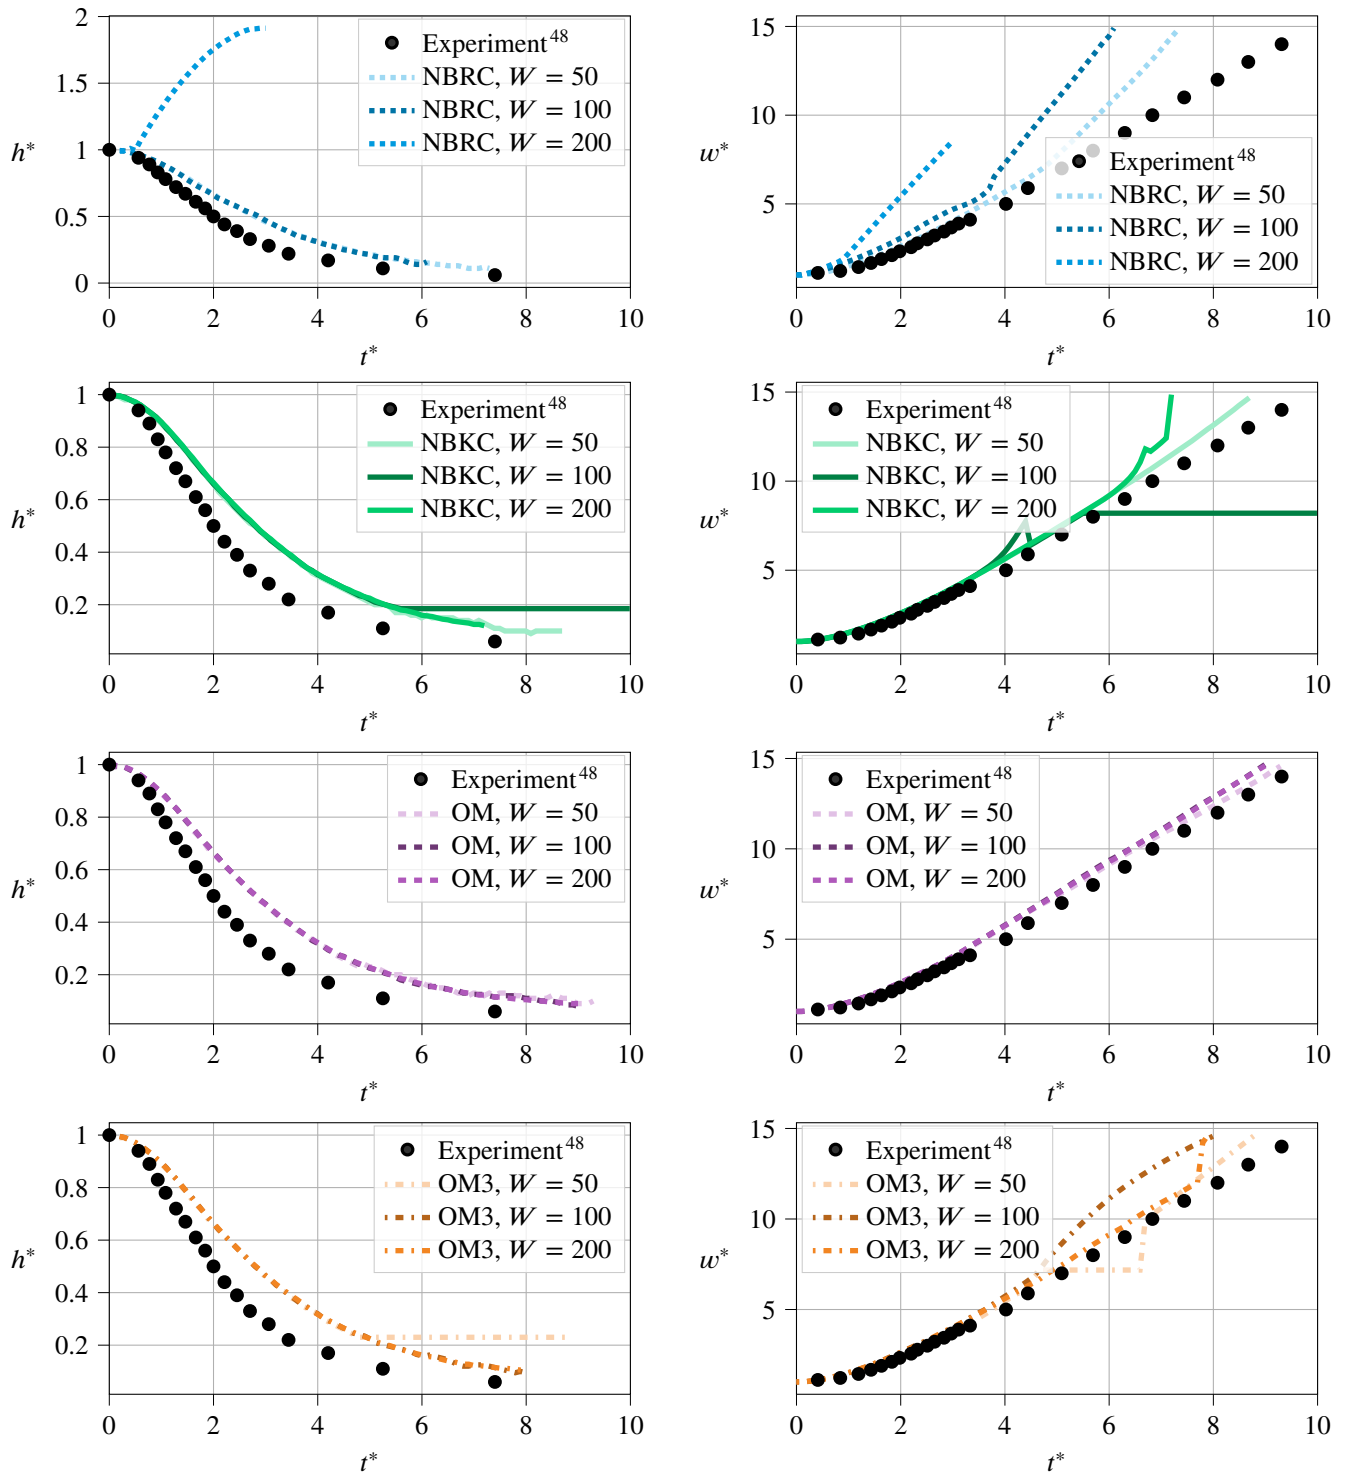 2
1.5
1
0.5
0
h*
Experiment⁴⁸
NBRC, W = 50
NBRC, W = 100
NBRC, W = 200
0 2 4 6 8 10
t*
15
10
5
w*
Experiment⁴⁸
NBRC, W = 50
NBRC, W = 100
NBRC, W = 200
0 2 4 6 8 10
t*
1
0.8
0.6
0.4
0.2
h*
Experiment⁴⁸
NBKC, W = 50
NBKC, W = 100
NBKC, W = 200
0 2 4 6 8 10
t*
15
10
5
w*
Experiment⁴⁸
NBKC, W = 50
NBKC, W = 100
NBKC, W = 200
0 2 4 6 8 10
t*
1
0.8
0.6
0.4
0.2
h*
Experiment⁴⁸
OM, W = 50
OM, W = 100
OM, W = 200
0 2 4 6 8 10
t*
15
10
5
w*
Experiment⁴⁸
OM, W = 50
OM, W = 100
OM, W = 200
0 2 4 6 8 10
t*
1
0.8
0.6
0.4
0.2
h*
Experiment⁴⁸
OM3, W = 50
OM3, W = 100
OM3, W = 200
0 2 4 6 8 10
t*
15
10
5
w*
Experiment⁴⁸
OM3, W = 50
OM3, W = 100
OM3, W = 200
0 2 4 6 8 10
t*